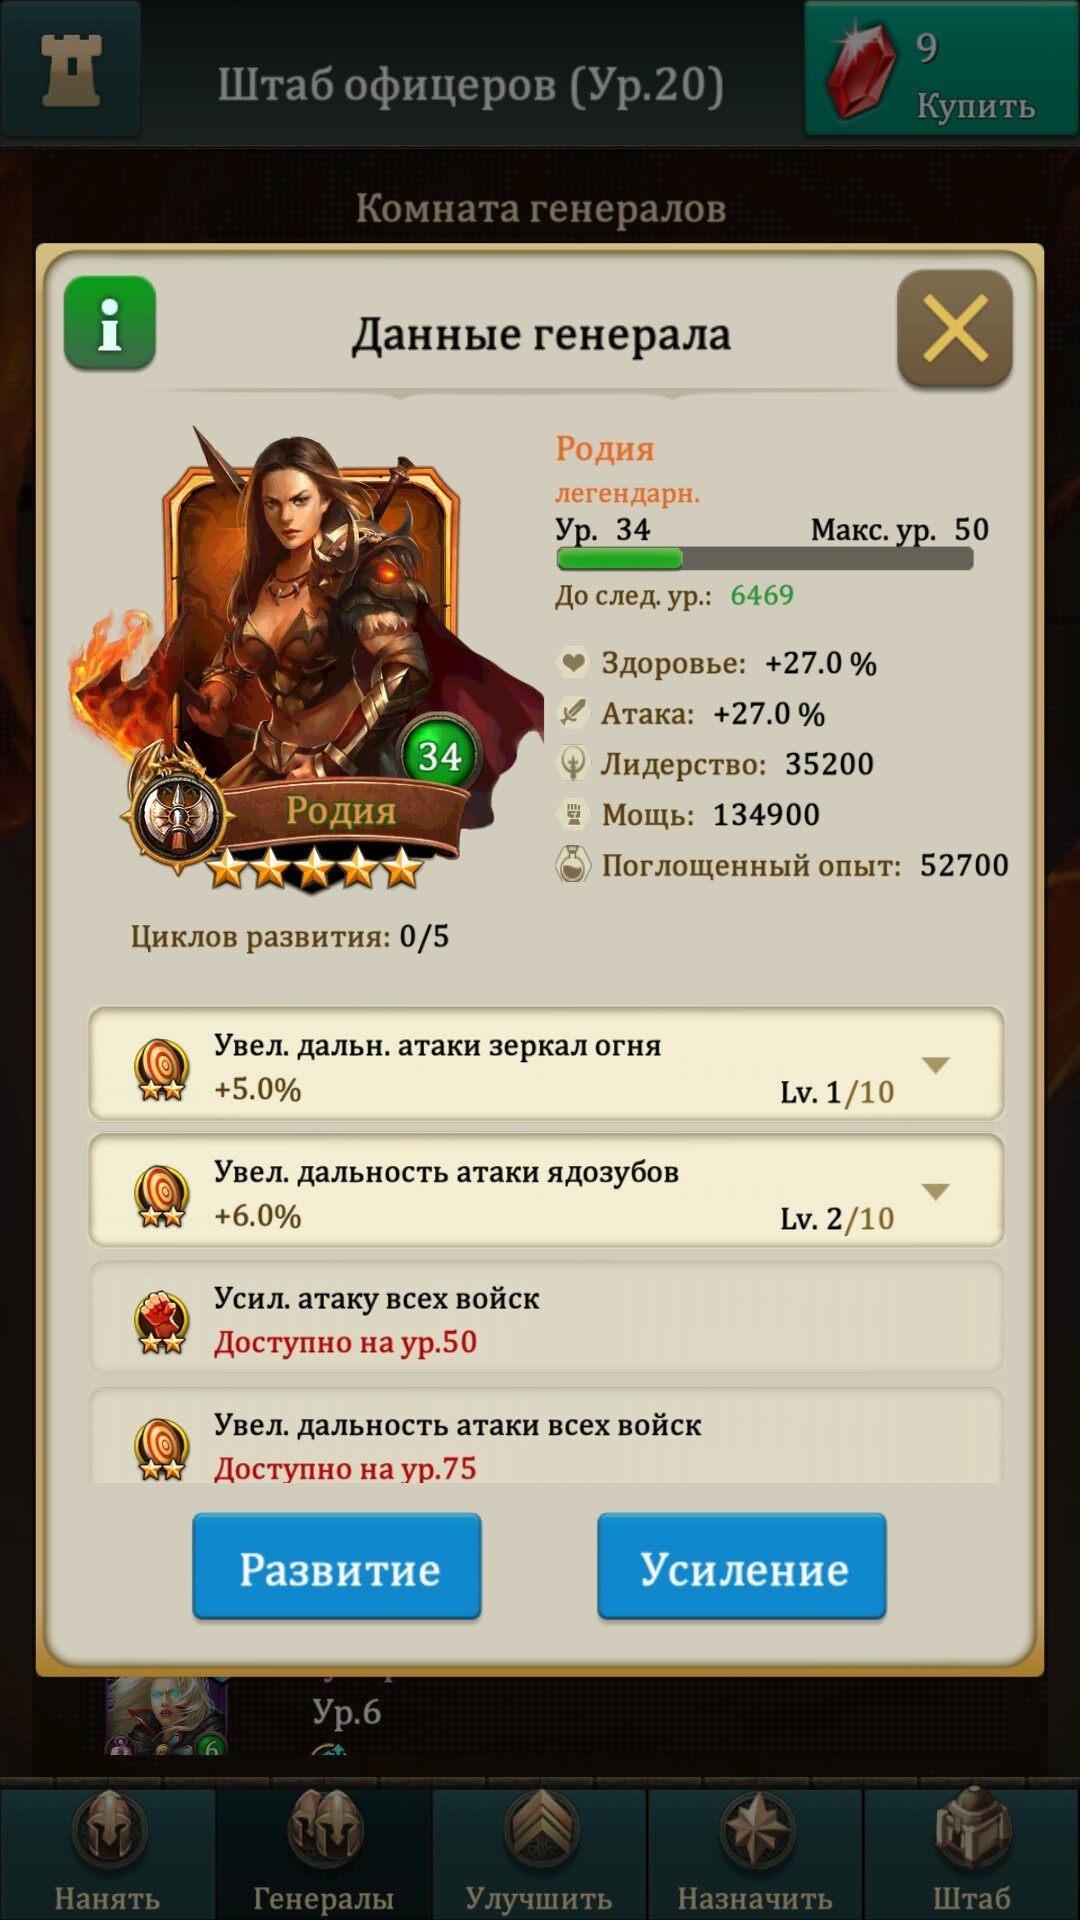 Штаб офицеров (Ур.20)
9
Купить
Комната генералов
Данные генерала
Родия
легендарн.
Ур. 34 Макс. ур. 50
До след. ур.: 6469
Здоровье: +27.0 %
Атака: +27.0 %
Лидерство: 35200
Мощь: 134900
Поглощенный опыт: 52700
34
Родия
Циклов развития: 0/5
Увел. дальн. атаки зеркал огня
+5.0% Lv. 1/10
Увел. дальность атаки ядозубов
+6.0% Lv. 2/10
Усил. атаку всех войск
Доступно на ур.50
Увел. дальность атаки всех войск
Доступно на ур.75
Развитие Усиление
Ур.6
6
Нанять Генералы Улучшить Назначить Штаб